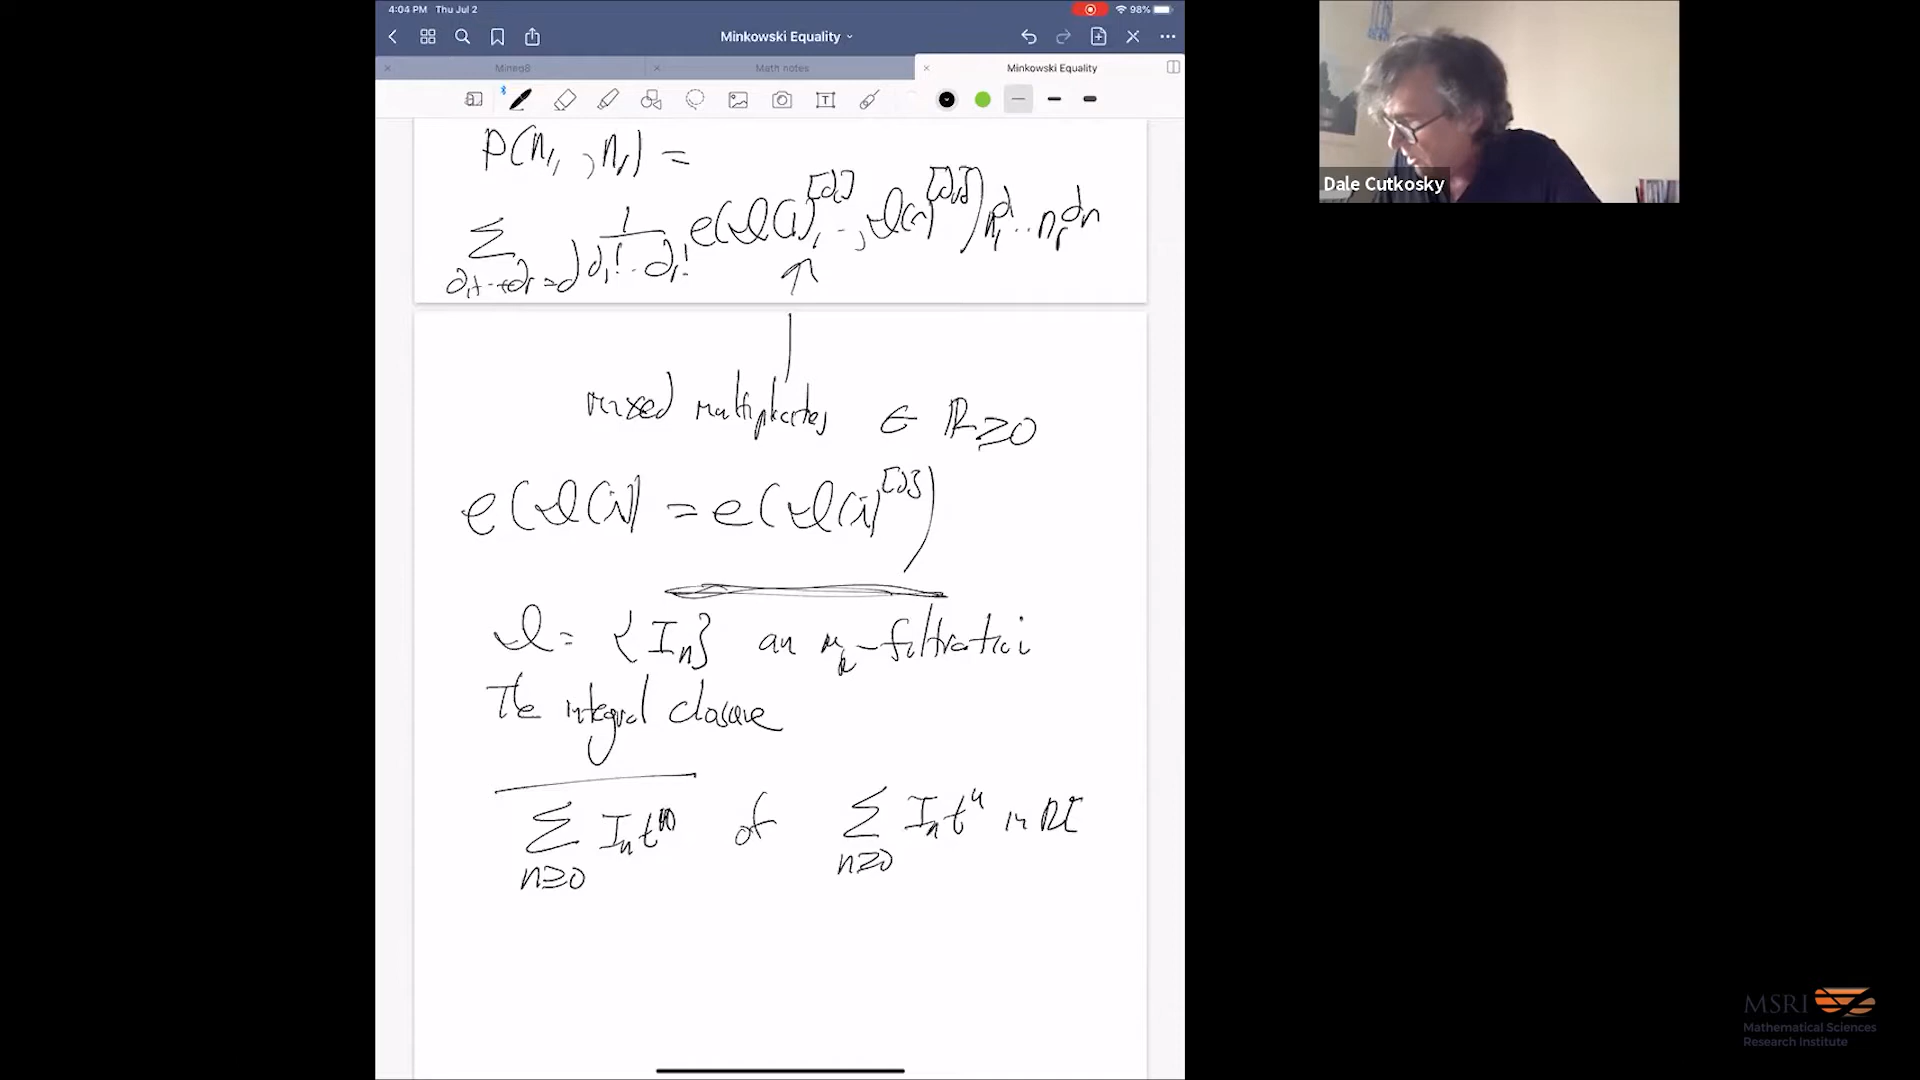 4:04 PM Thu Jul 2
98%
Minkowski Equality
Mineq8
Math notes
Minkowski Equality
P(n₁, , nᵣ) =
∑ d₁+⋯+dᵣ=d 1/(d₁!⋯dᵣ!) e(𝓘(1)^[d₁], ⋯, 𝓘(r)^[dᵣ]) n₁^d₁ ⋯ nᵣ^dᵣ
mixed multiplicities ∈ ℝ≥0
e(𝓘(i)) = e(𝓘(i)^[d])
𝓘 = {Iₙ} an m_R-filtration
The integral closure
∑ n≥0 Iₙtⁿ of ∑ n≥0 Iₙtⁿ in R[t]
Dale Cutkosky
MSRI
Mathematical Sciences
Research Institute